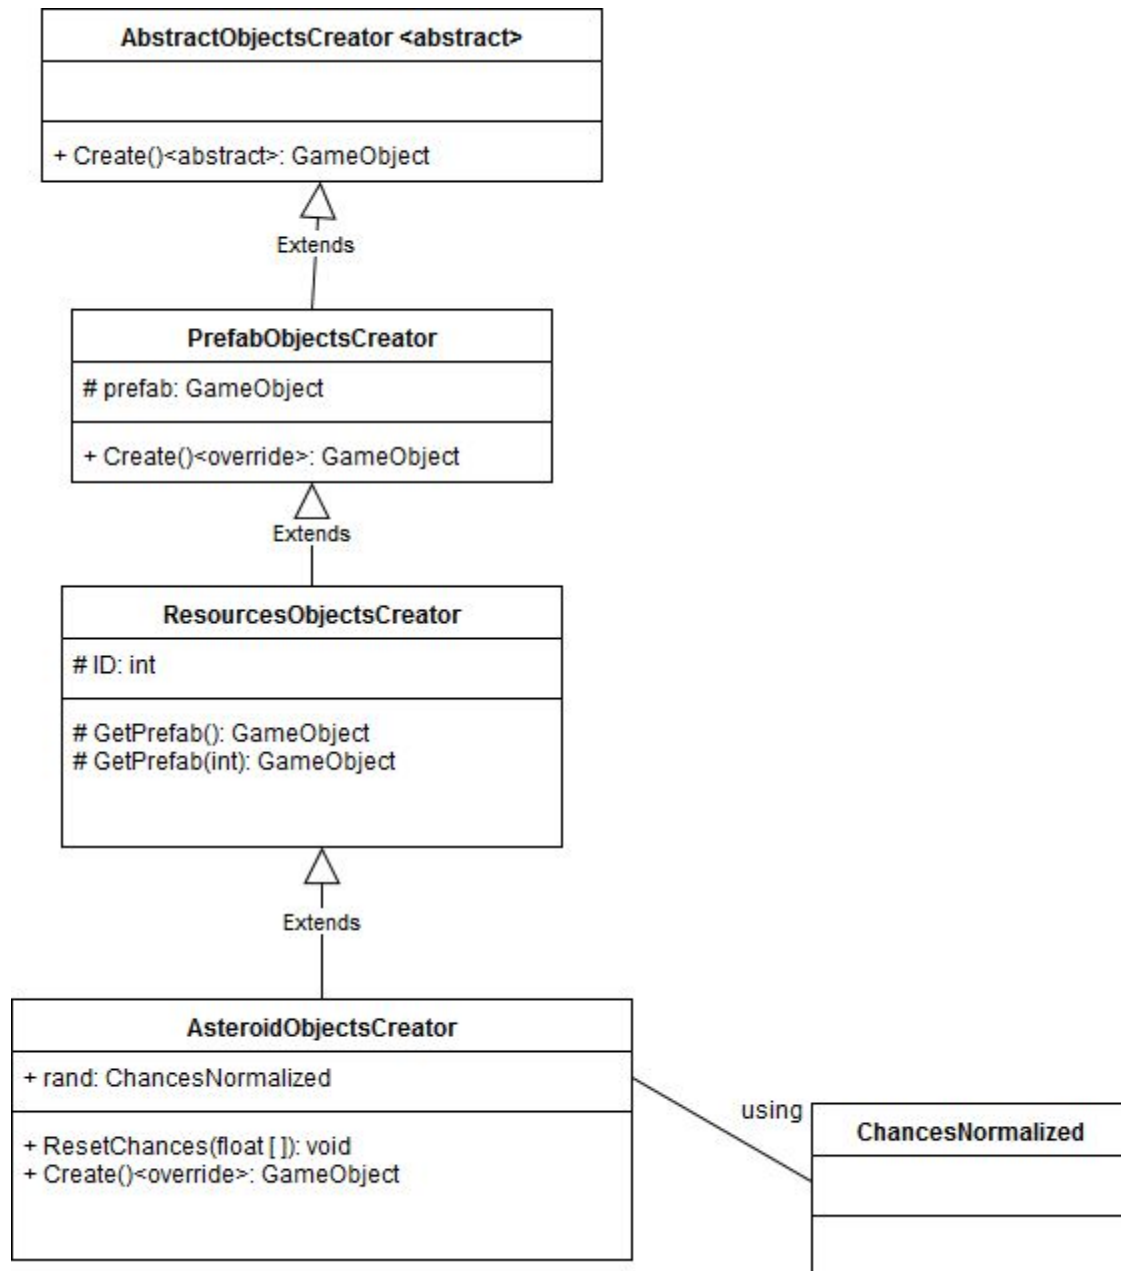 AbstractObjectsCreator <abstract>
+ Create()<abstract>: GameObject
Extends
PrefabObjectsCreator
# prefab: GameObject
+ Create()<override>: GameObject
Extends
ResourcesObjectsCreator
# ID: int
# GetPrefab(): GameObject
# GetPrefab(int): GameObject
Extends
AsteroidObjectsCreator
+ rand: ChancesNormalized
+ ResetChances(float [ ]): void
+ Create()<override>: GameObject
using
ChancesNormalized